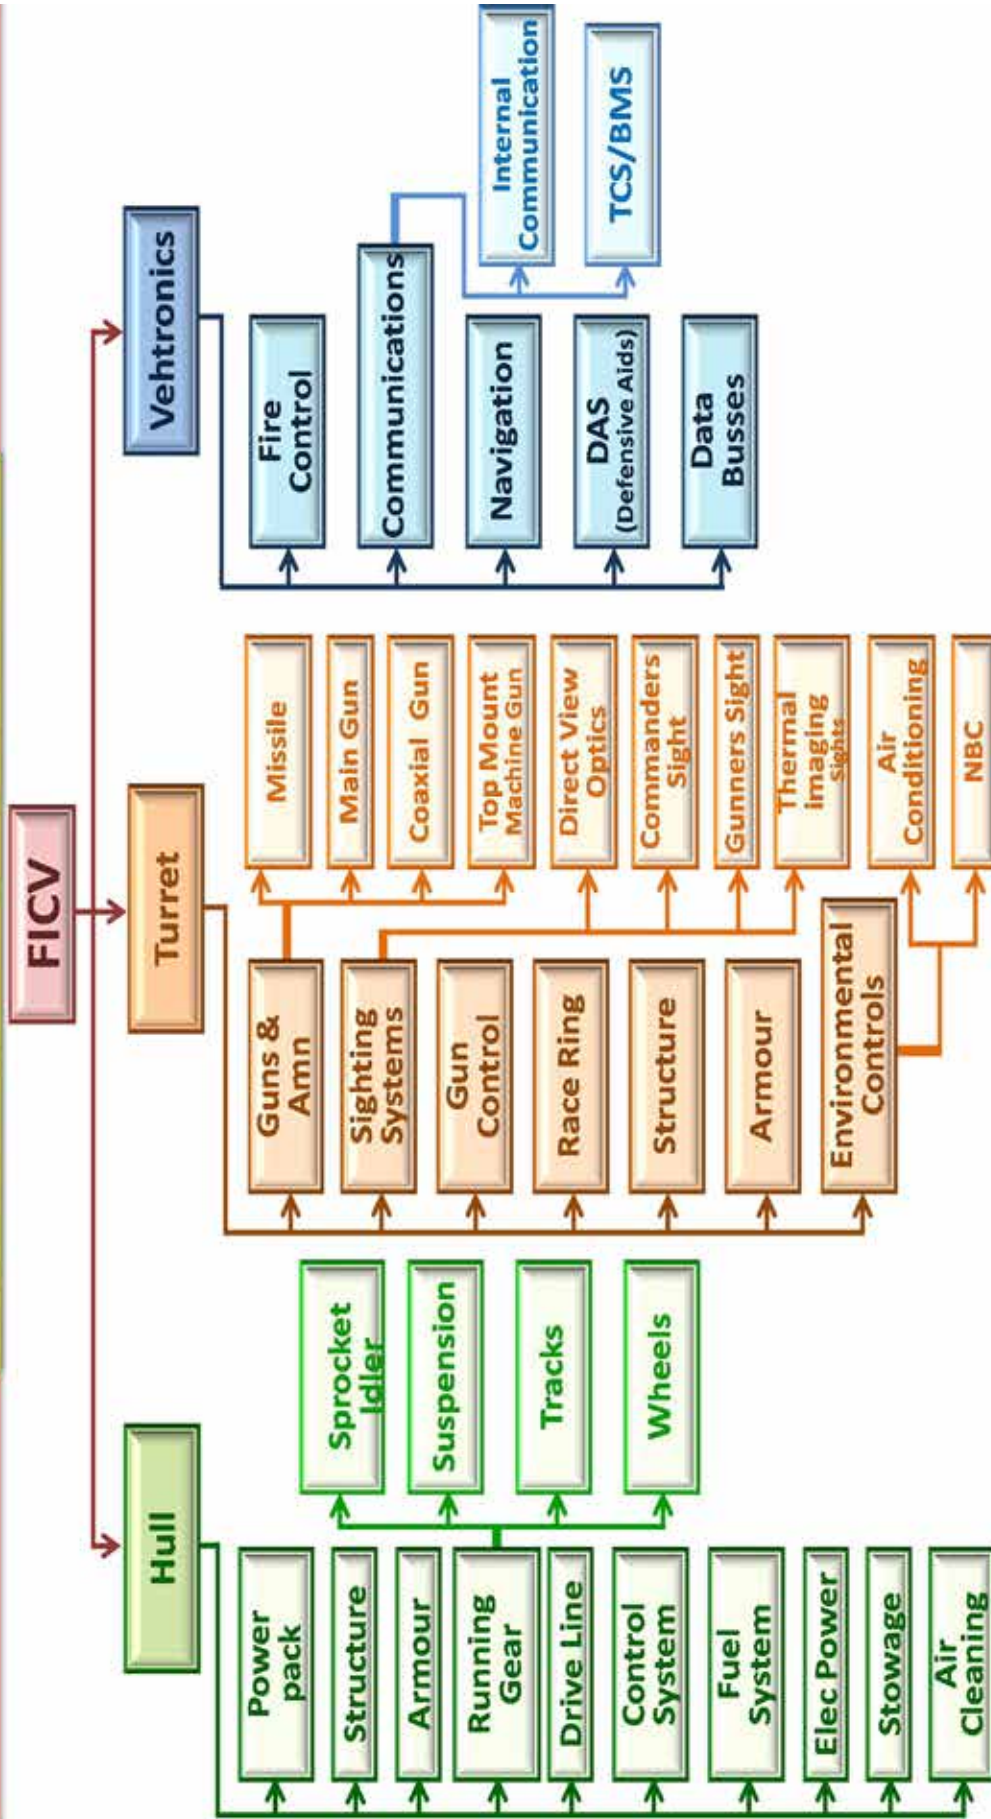 FICV
Hull
Power
pack
Structure
Armour
Running
Gear
Sprocket
Idler
Suspension
Tracks
Wheels
Drive Line
Control
System
Fuel
System
Elec Power
Stowage
Air
Cleaning
Turret
Guns &
Amn
Missile
Main Gun
Coaxial Gun
Top Mount
Machine Gun
Sighting
Systems
Direct View
Optics
Commanders
Sight
Gunners Sight
Thermal
imaging
Sights
Gun
Control
Race Ring
Structure
Armour
Environmental
Controls
Air
Conditioning
NBC
Vehtronics
Fire
Control
Communications
Internal
Communication
TCS/BMS
Navigation
DAS
(Defensive Aids)
Data
Busses